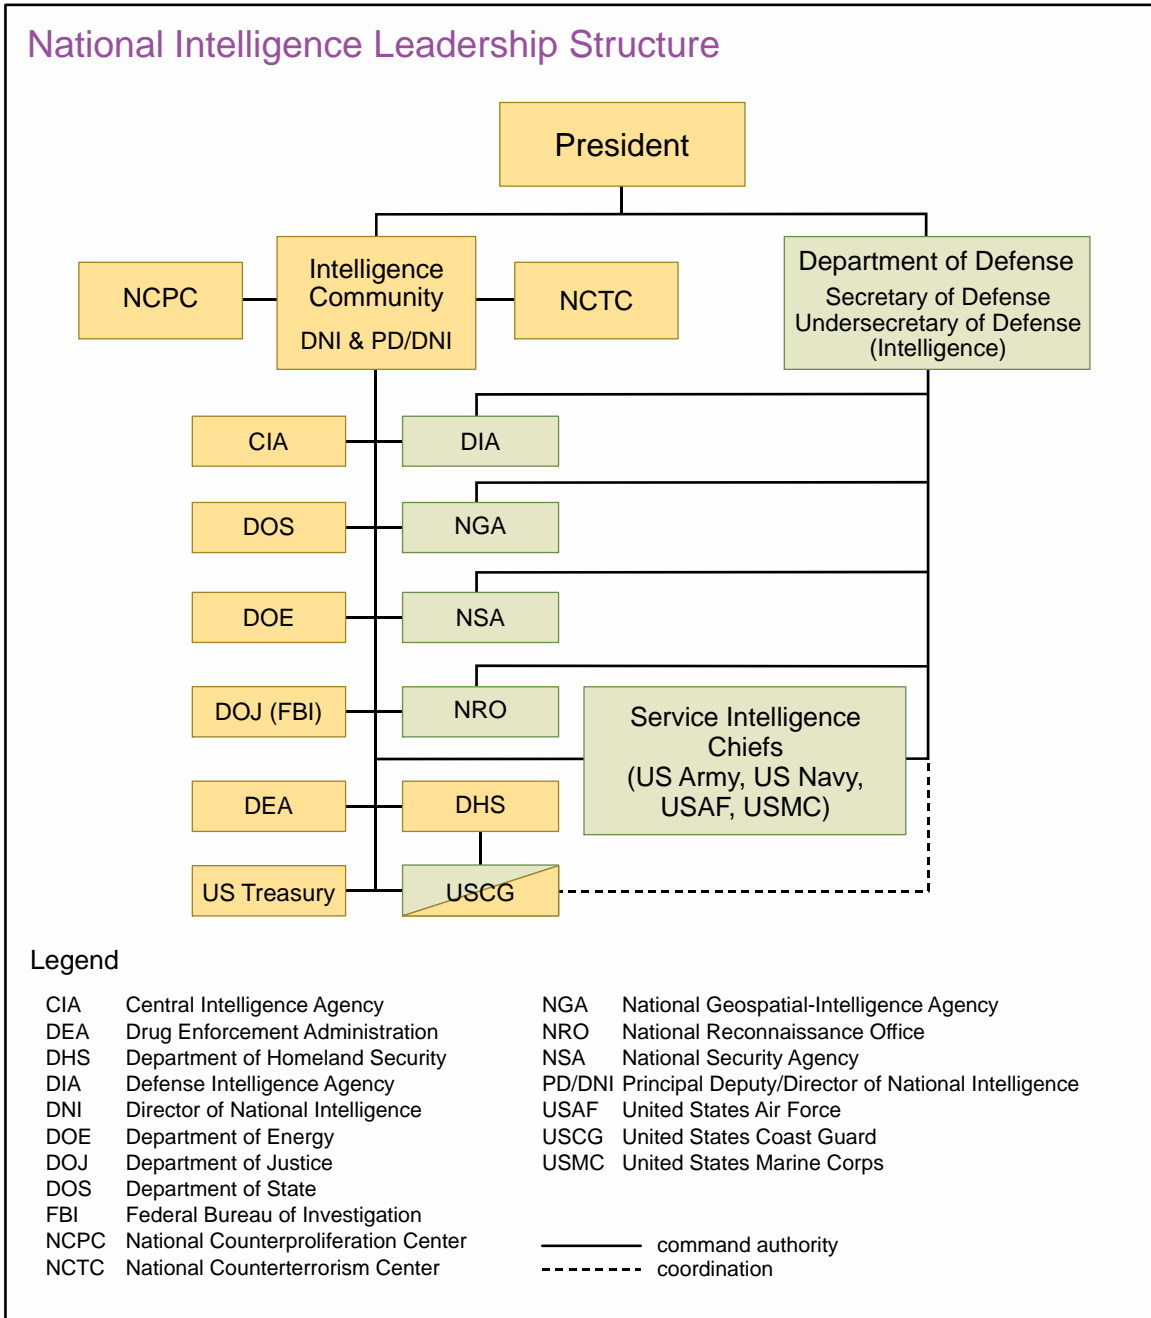 National Intelligence Leadership Structure
President
Intelligence
Community
DNI & PD/DNI
NCPC
NCTC
Department of Defense
Secretary of Defense
Undersecretary of Defense
(Intelligence)
CIA
DIA
DOS
NGA
DOE
NSA
DOJ (FBI)
NRO
Service Intelligence
Chiefs
(US Army, US Navy,
USAF, USMC)
DEA
DHS
US Treasury
USCG
Legend
CIA Central Intelligence Agency
DEA Drug Enforcement Administration
DHS Department of Homeland Security
DIA Defense Intelligence Agency
DNI Director of National Intelligence
DOE Department of Energy
DOJ Department of Justice
DOS Department of State
FBI Federal Bureau of Investigation
NCPC National Counterproliferation Center
NCTC National Counterterrorism Center
NGA National Geospatial-Intelligence Agency
NRO National Reconnaissance Office
NSA National Security Agency
PD/DNI Principal Deputy/Director of National Intelligence
USAF United States Air Force
USCG United States Coast Guard
USMC United States Marine Corps
command authority
coordination